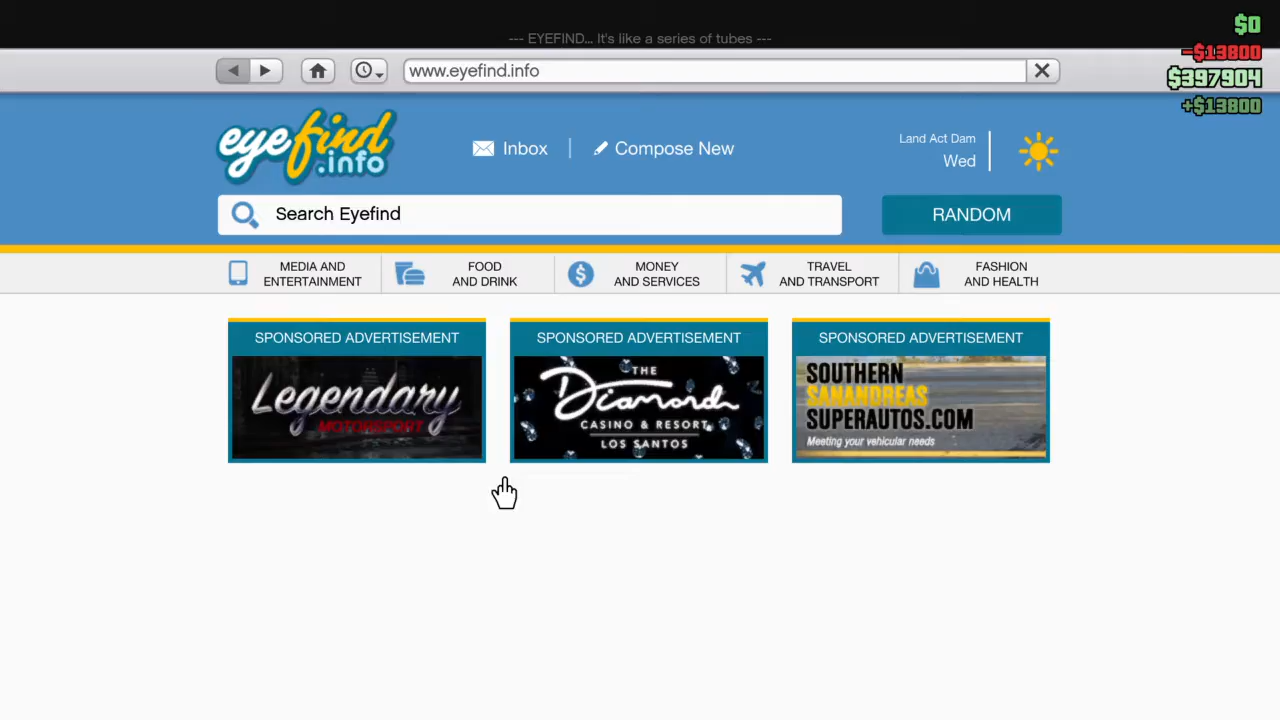 --- EYEFIND... It's like a series of tubes ---
$0
-$13800
$397904
+$13800
www.eyefind.info
eyefind
.info
Inbox
Compose New
Land Act Dam
Wed
Search Eyefind
RANDOM
MEDIA AND
ENTERTAINMENT
FOOD
AND DRINK
MONEY
AND SERVICES
TRAVEL
AND TRANSPORT
FASHION
AND HEALTH
SPONSORED ADVERTISEMENT
Legendary
MOTORSPORT
SPONSORED ADVERTISEMENT
THE
Diamond
CASINO & RESORT
LOS SANTOS
SPONSORED ADVERTISEMENT
SOUTHERN
SANANDREAS
SUPERAUTOS.COM
Meeting your vehicular needs